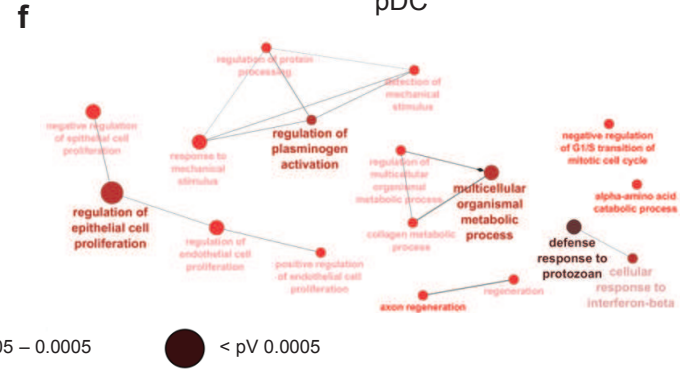 pDC
f
regulation of protein
processing
detection of
mechanical
stimulus
negative regulation
of epithelial cell
proliferation
regulation of
plasminogen
activation
response to
mechanical
stimulus
negative regulation
of G1/S transition of
mitotic cell cycle
regulation of
multicellular
organismal
metabolic process
multicellular
organismal
metabolic
process
alpha-amino acid
catabolic process
regulation of
epithelial cell
proliferation
regulation of
endothelial cell
proliferation
collagen metabolic
process
defense
response to
protozoan
positive regulation
of endothelial cell
proliferation
cellular
response to
interferon-beta
regeneration
axon regeneration
05 – 0.0005
< pV 0.0005